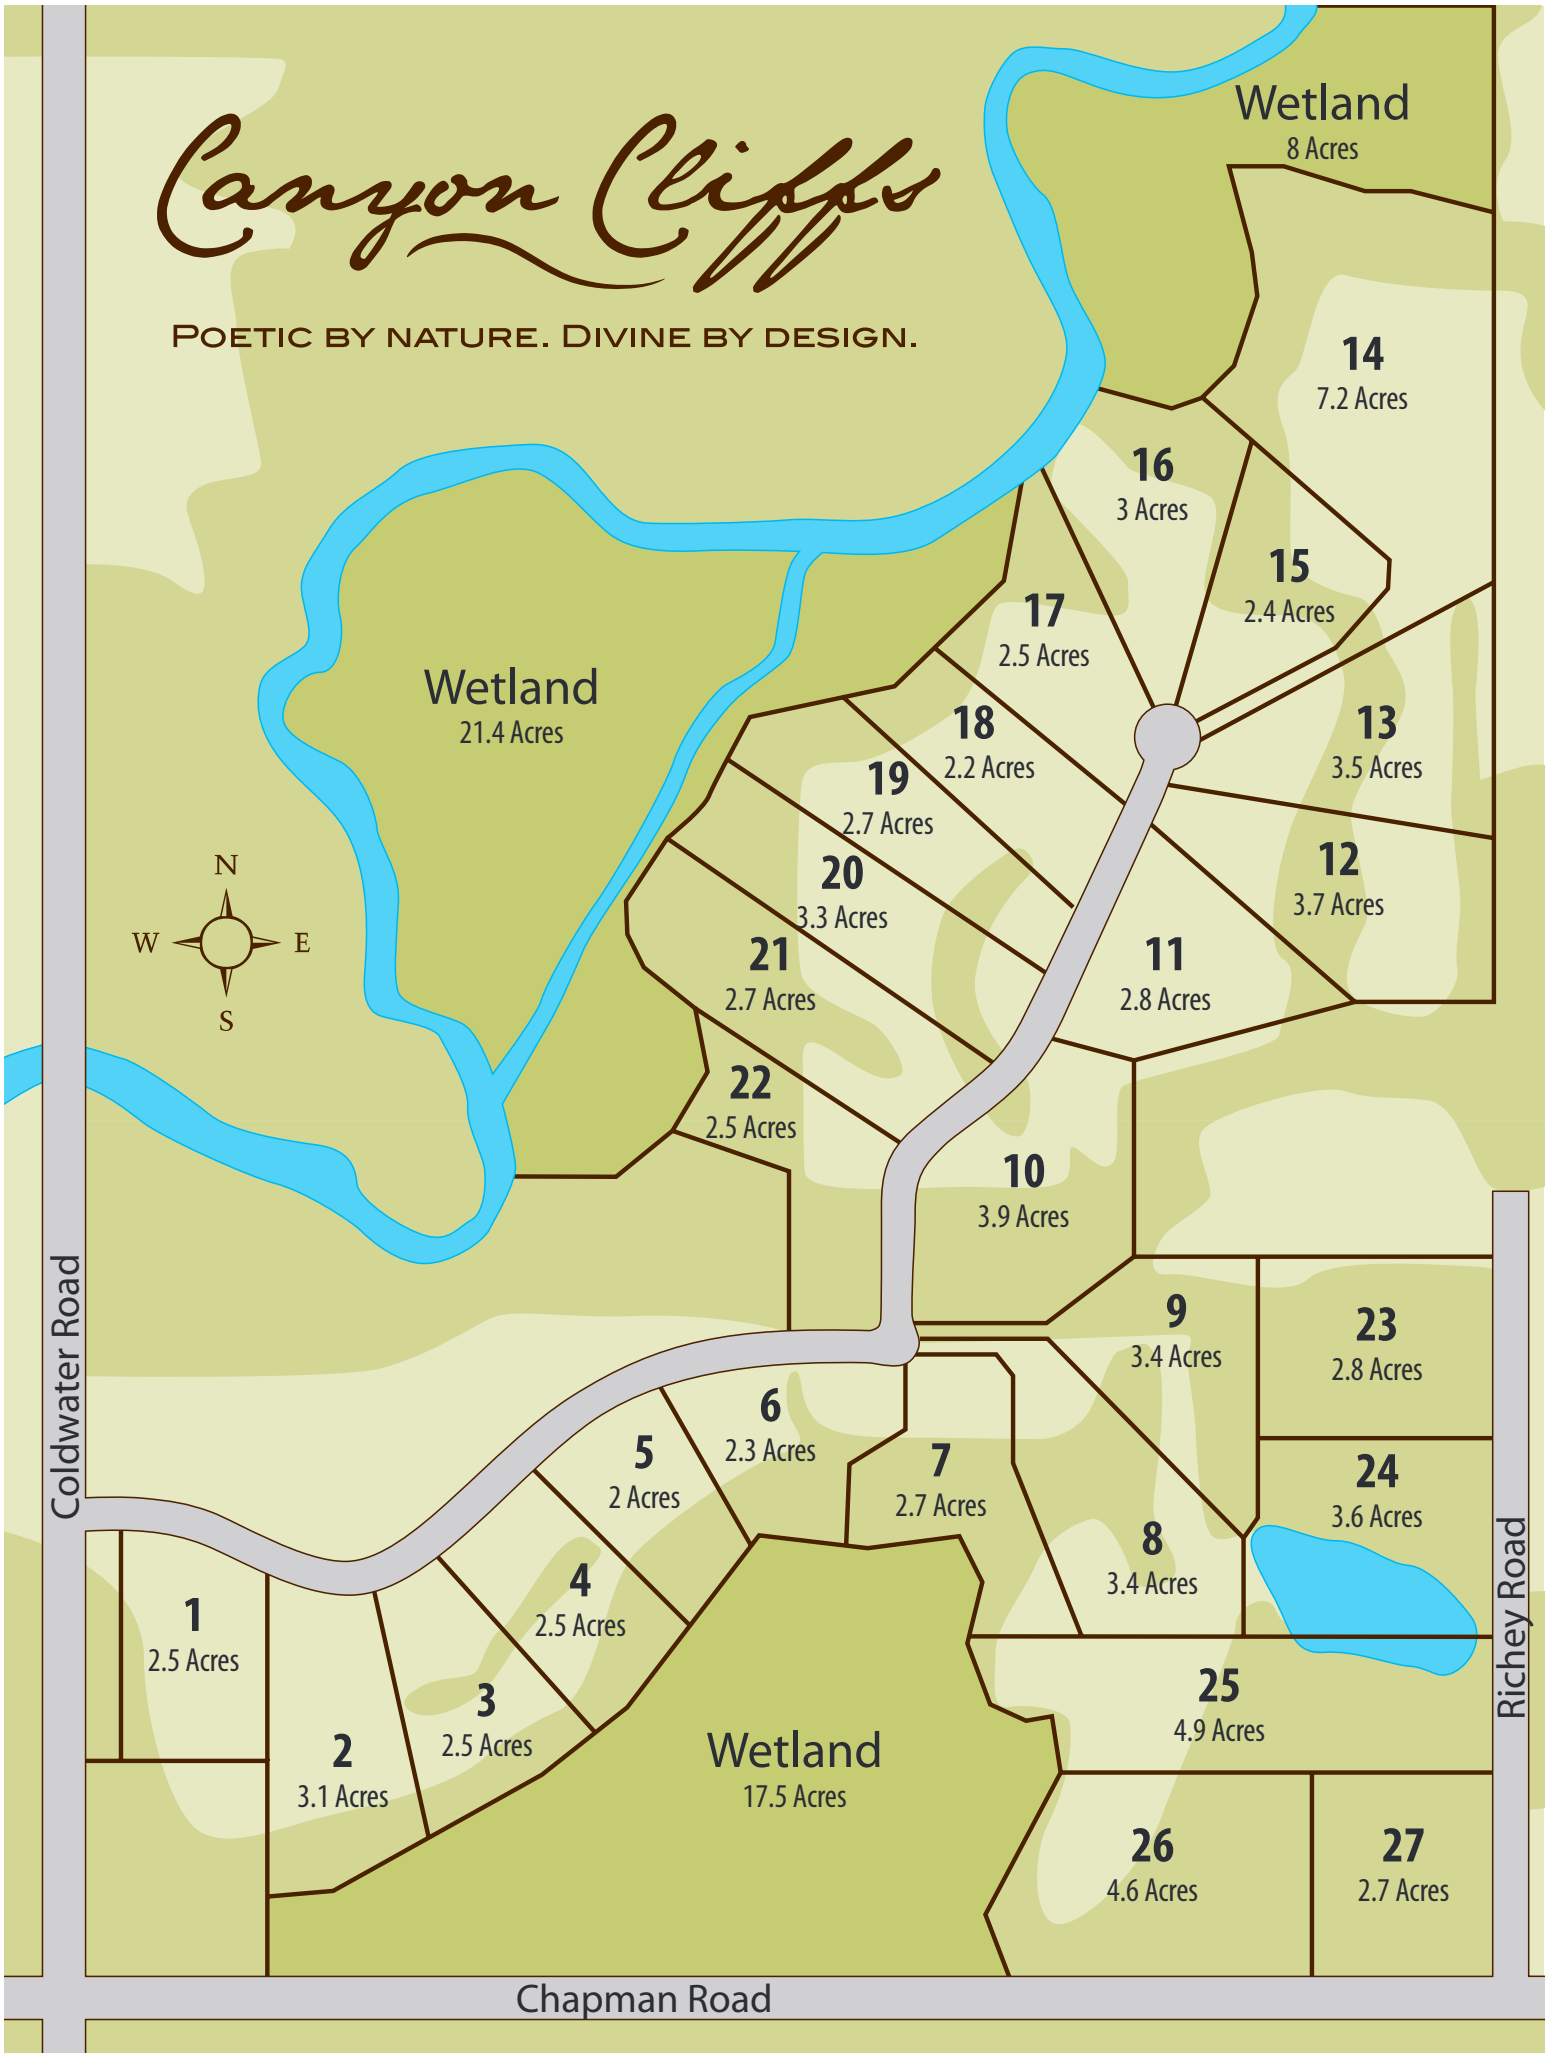 Canyon Cliffs
POETIC BY NATURE. DIVINE BY DESIGN.
Wetland
8 Acres
14
7.2 Acres
16
3 Acres
15
2.4 Acres
17
2.5 Acres
Wetland
21.4 Acres
18
2.2 Acres
13
3.5 Acres
19
2.7 Acres
12
3.7 Acres
20
3.3 Acres
N
W
E
S
21
2.7 Acres
11
2.8 Acres
22
2.5 Acres
10
3.9 Acres
9
3.4 Acres
23
2.8 Acres
Coldwater Road
6
2.3 Acres
5
2 Acres
7
2.7 Acres
24
3.6 Acres
8
3.4 Acres
4
2.5 Acres
1
2.5 Acres
Richey Road
3
2.5 Acres
25
4.9 Acres
2
3.1 Acres
Wetland
17.5 Acres
26
4.6 Acres
27
2.7 Acres
Chapman Road